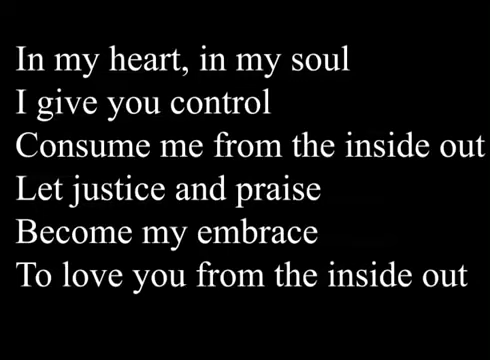 In my heart, in my soul
I give you control
Consume me from the inside out
Let justice and praise
Become my embrace
To love you from the inside out